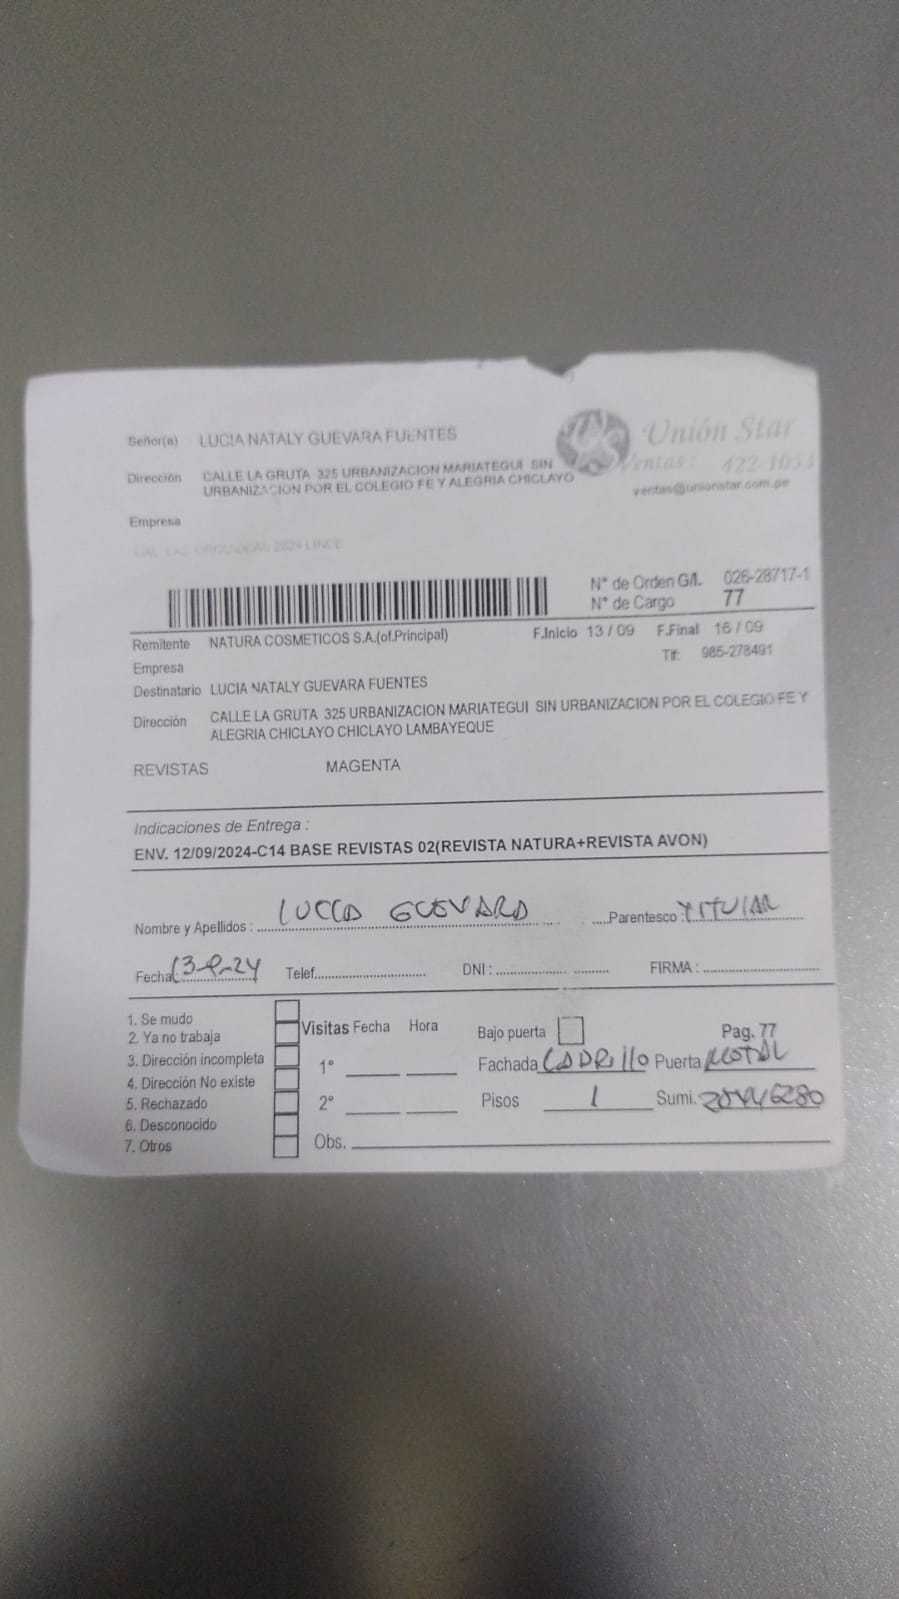 Señor(a) LUCIA NATALY GUEVARA FUENTES
Unión Star
Ventas: 422-1053
ventas@unionstar.com.pe
Dirección CALLE LA GRUTA 325 URBANIZACION MARIATEGUI SIN
URBANIZACION POR EL COLEGIO FE Y ALEGRIA CHICLAYO
Empresa
2024 LINCE
N° de Orden G/L. 026-28717-1
N° de Cargo 77
Remitente NATURA COSMETICOS S.A.(of.Principal) F.Inicio 13 / 09 F.Final 16 / 09
Empresa Tlf: 985-278491
Destinatario LUCIA NATALY GUEVARA FUENTES
Dirección CALLE LA GRUTA 325 URBANIZACION MARIATEGUI SIN URBANIZACION POR EL COLEGIO FE Y
ALEGRIA CHICLAYO CHICLAYO LAMBAYEQUE
REVISTAS MAGENTA
Indicaciones de Entrega :
ENV. 12/09/2024-C14 BASE REVISTAS 02(REVISTA NATURA+REVISTA AVON)
Nombre y Apellidos : GUEVARA Parentesco : TITULAR
Fecha 13-9-24 Telef. DNI : FIRMA :
1. Se mudo
2. Ya no trabaja
3. Dirección incompleta
4. Dirección No existe
5. Rechazado
6. Desconocido
7. Otros
Visitas Fecha Hora
1°
2°
Obs.
Bajo puerta Pag. 77
Fachada LADRILLO Puerta
Pisos 1 Sumi.